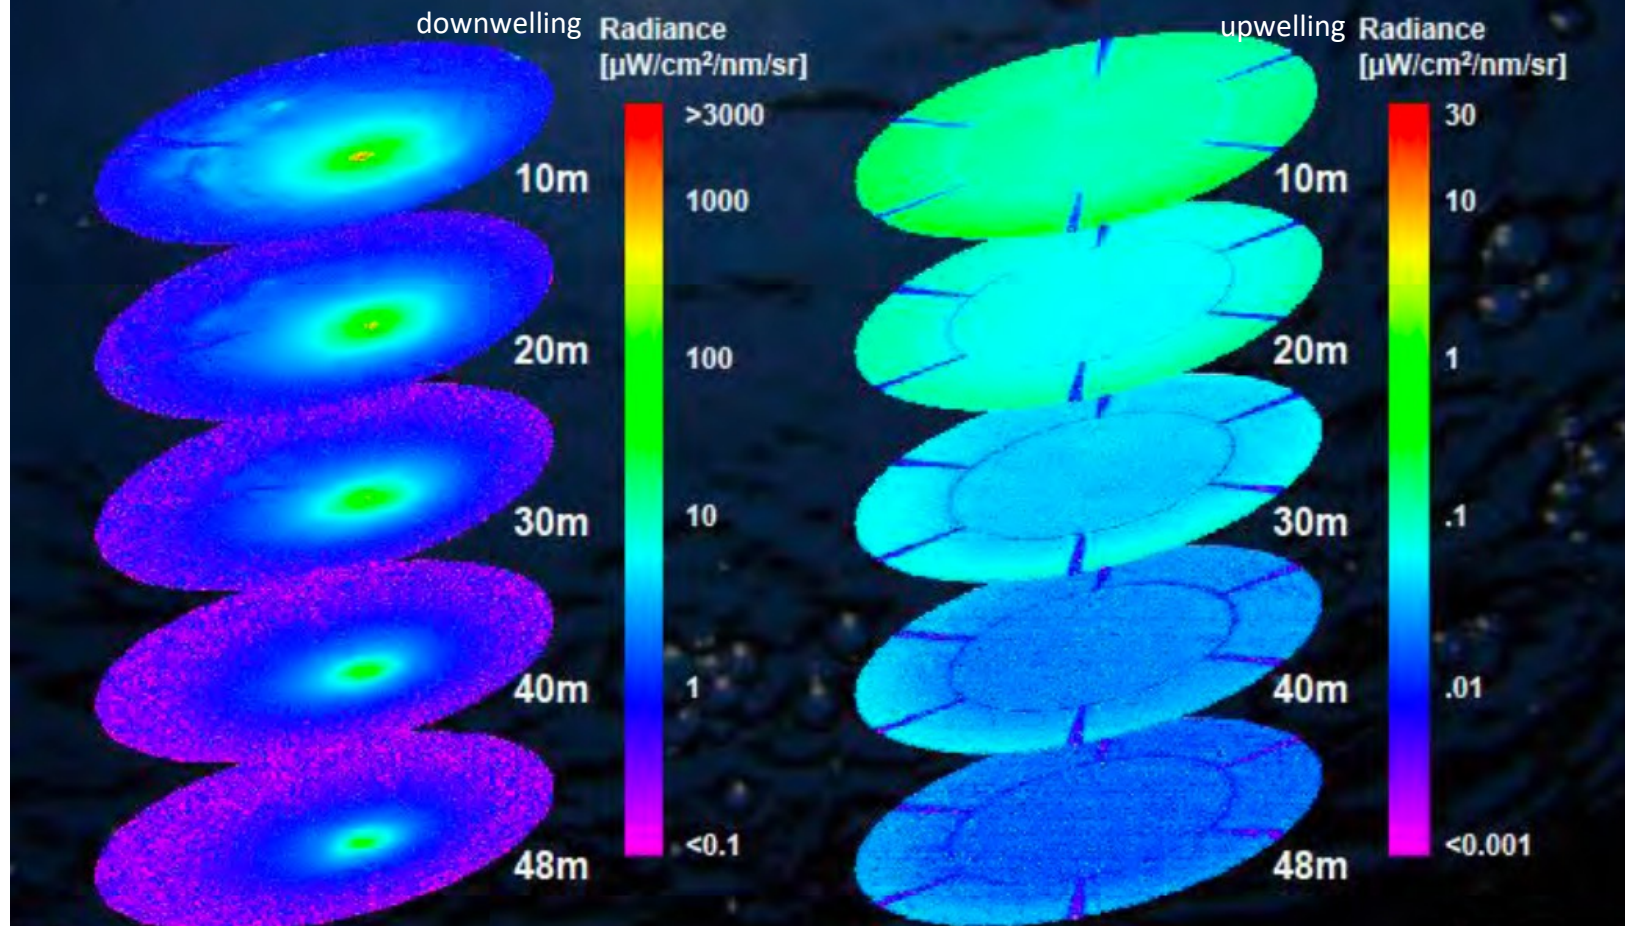 downwelling
Radiance
[µW/cm²/nm/sr]
>3000
1000
100
10
1
<0.1
10m
20m
30m
40m
48m
upwelling
Radiance
[µW/cm²/nm/sr]
30
10
1
.1
.01
<0.001
10m
20m
30m
40m
48m